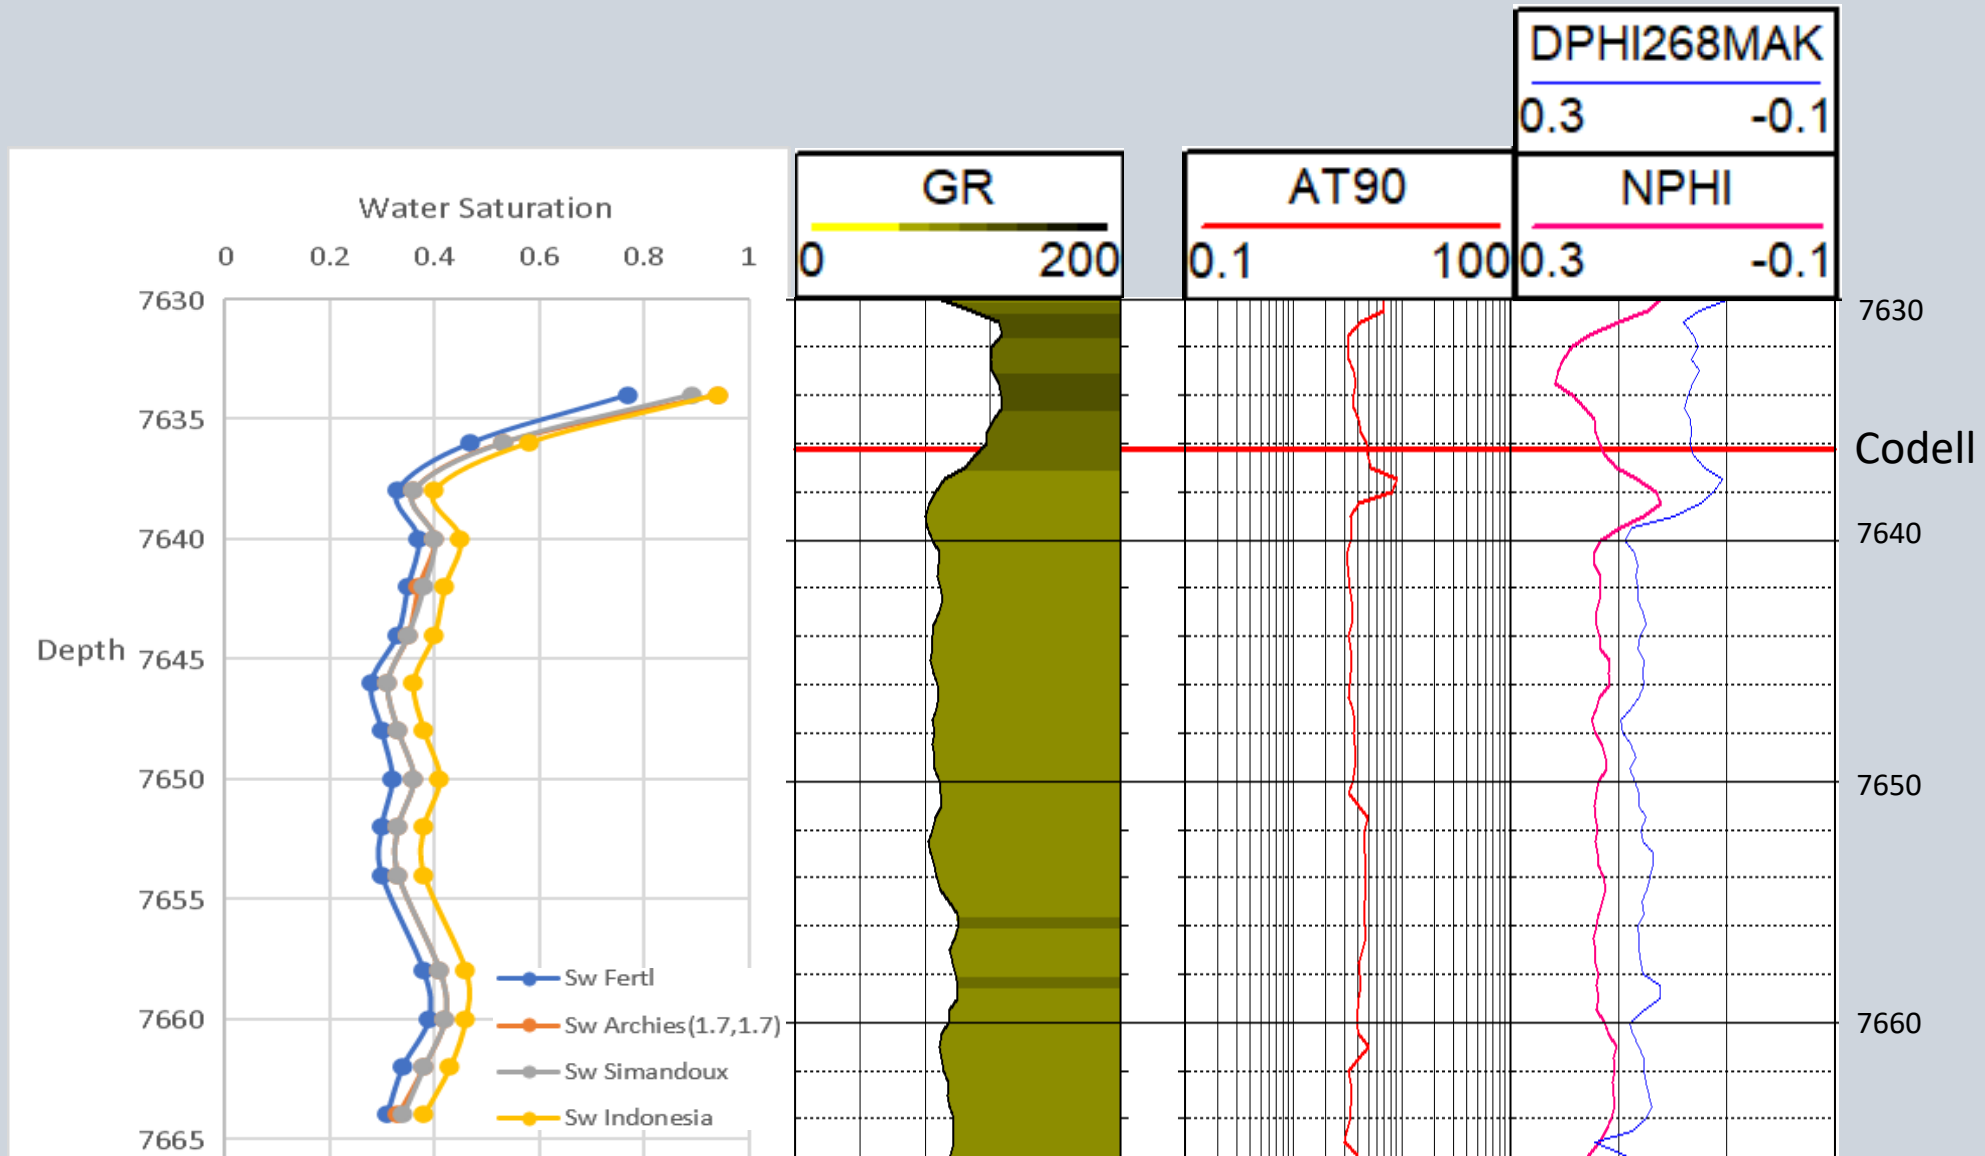 DPHI268MAK
0.3 -0.1
GR
0 200
AT90
0.1 100
NPHI
0.3 -0.1
Water Saturation
0 0.2 0.4 0.6 0.8 1
7630
7635
7640
7645
7650
7655
7660
7665
Depth
Sw Fertl
Sw Archies(1.7,1.7)
Sw Simandoux
Sw Indonesia
7630
Codell
7640
7650
7660